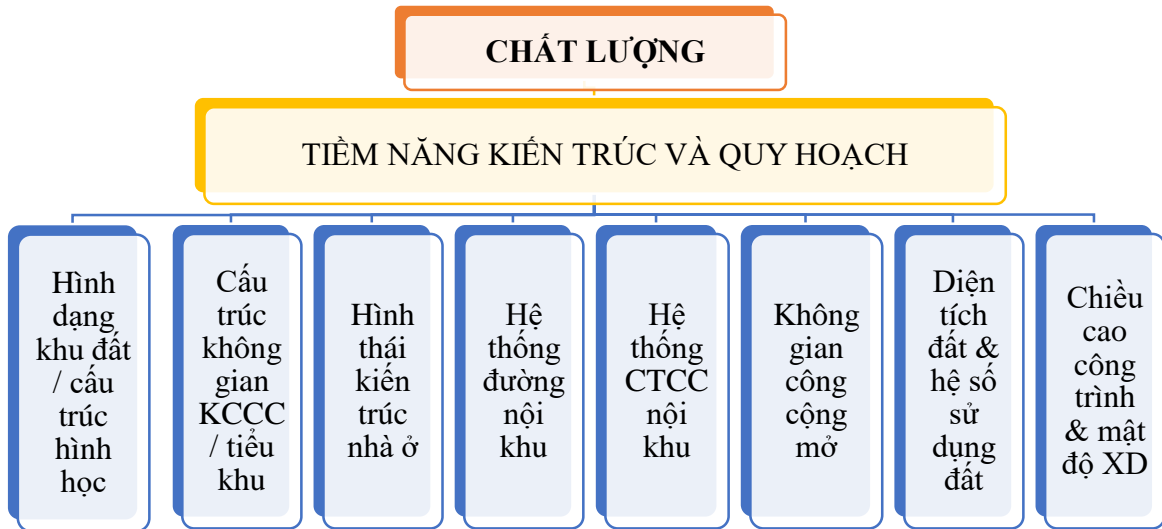 CHẤT LƯỢNG
TIỀM NĂNG KIẾN TRÚC VÀ QUY HOẠCH
Hình
dạng
khu đất
/ cấu
trúc
hình
học
Cấu
trúc
không
gian
KCCC
/ tiểu
khu
Hình
thái
kiến
trúc
nhà ở
Hệ
thống
đường
nội
khu
Hệ
thống
CTCC
nội
khu
Không
gian
công
cộng
mở
Diện
tích
đất &
hệ số
sử
dụng
đất
Chiều
cao
công
trình
& mật
độ XD